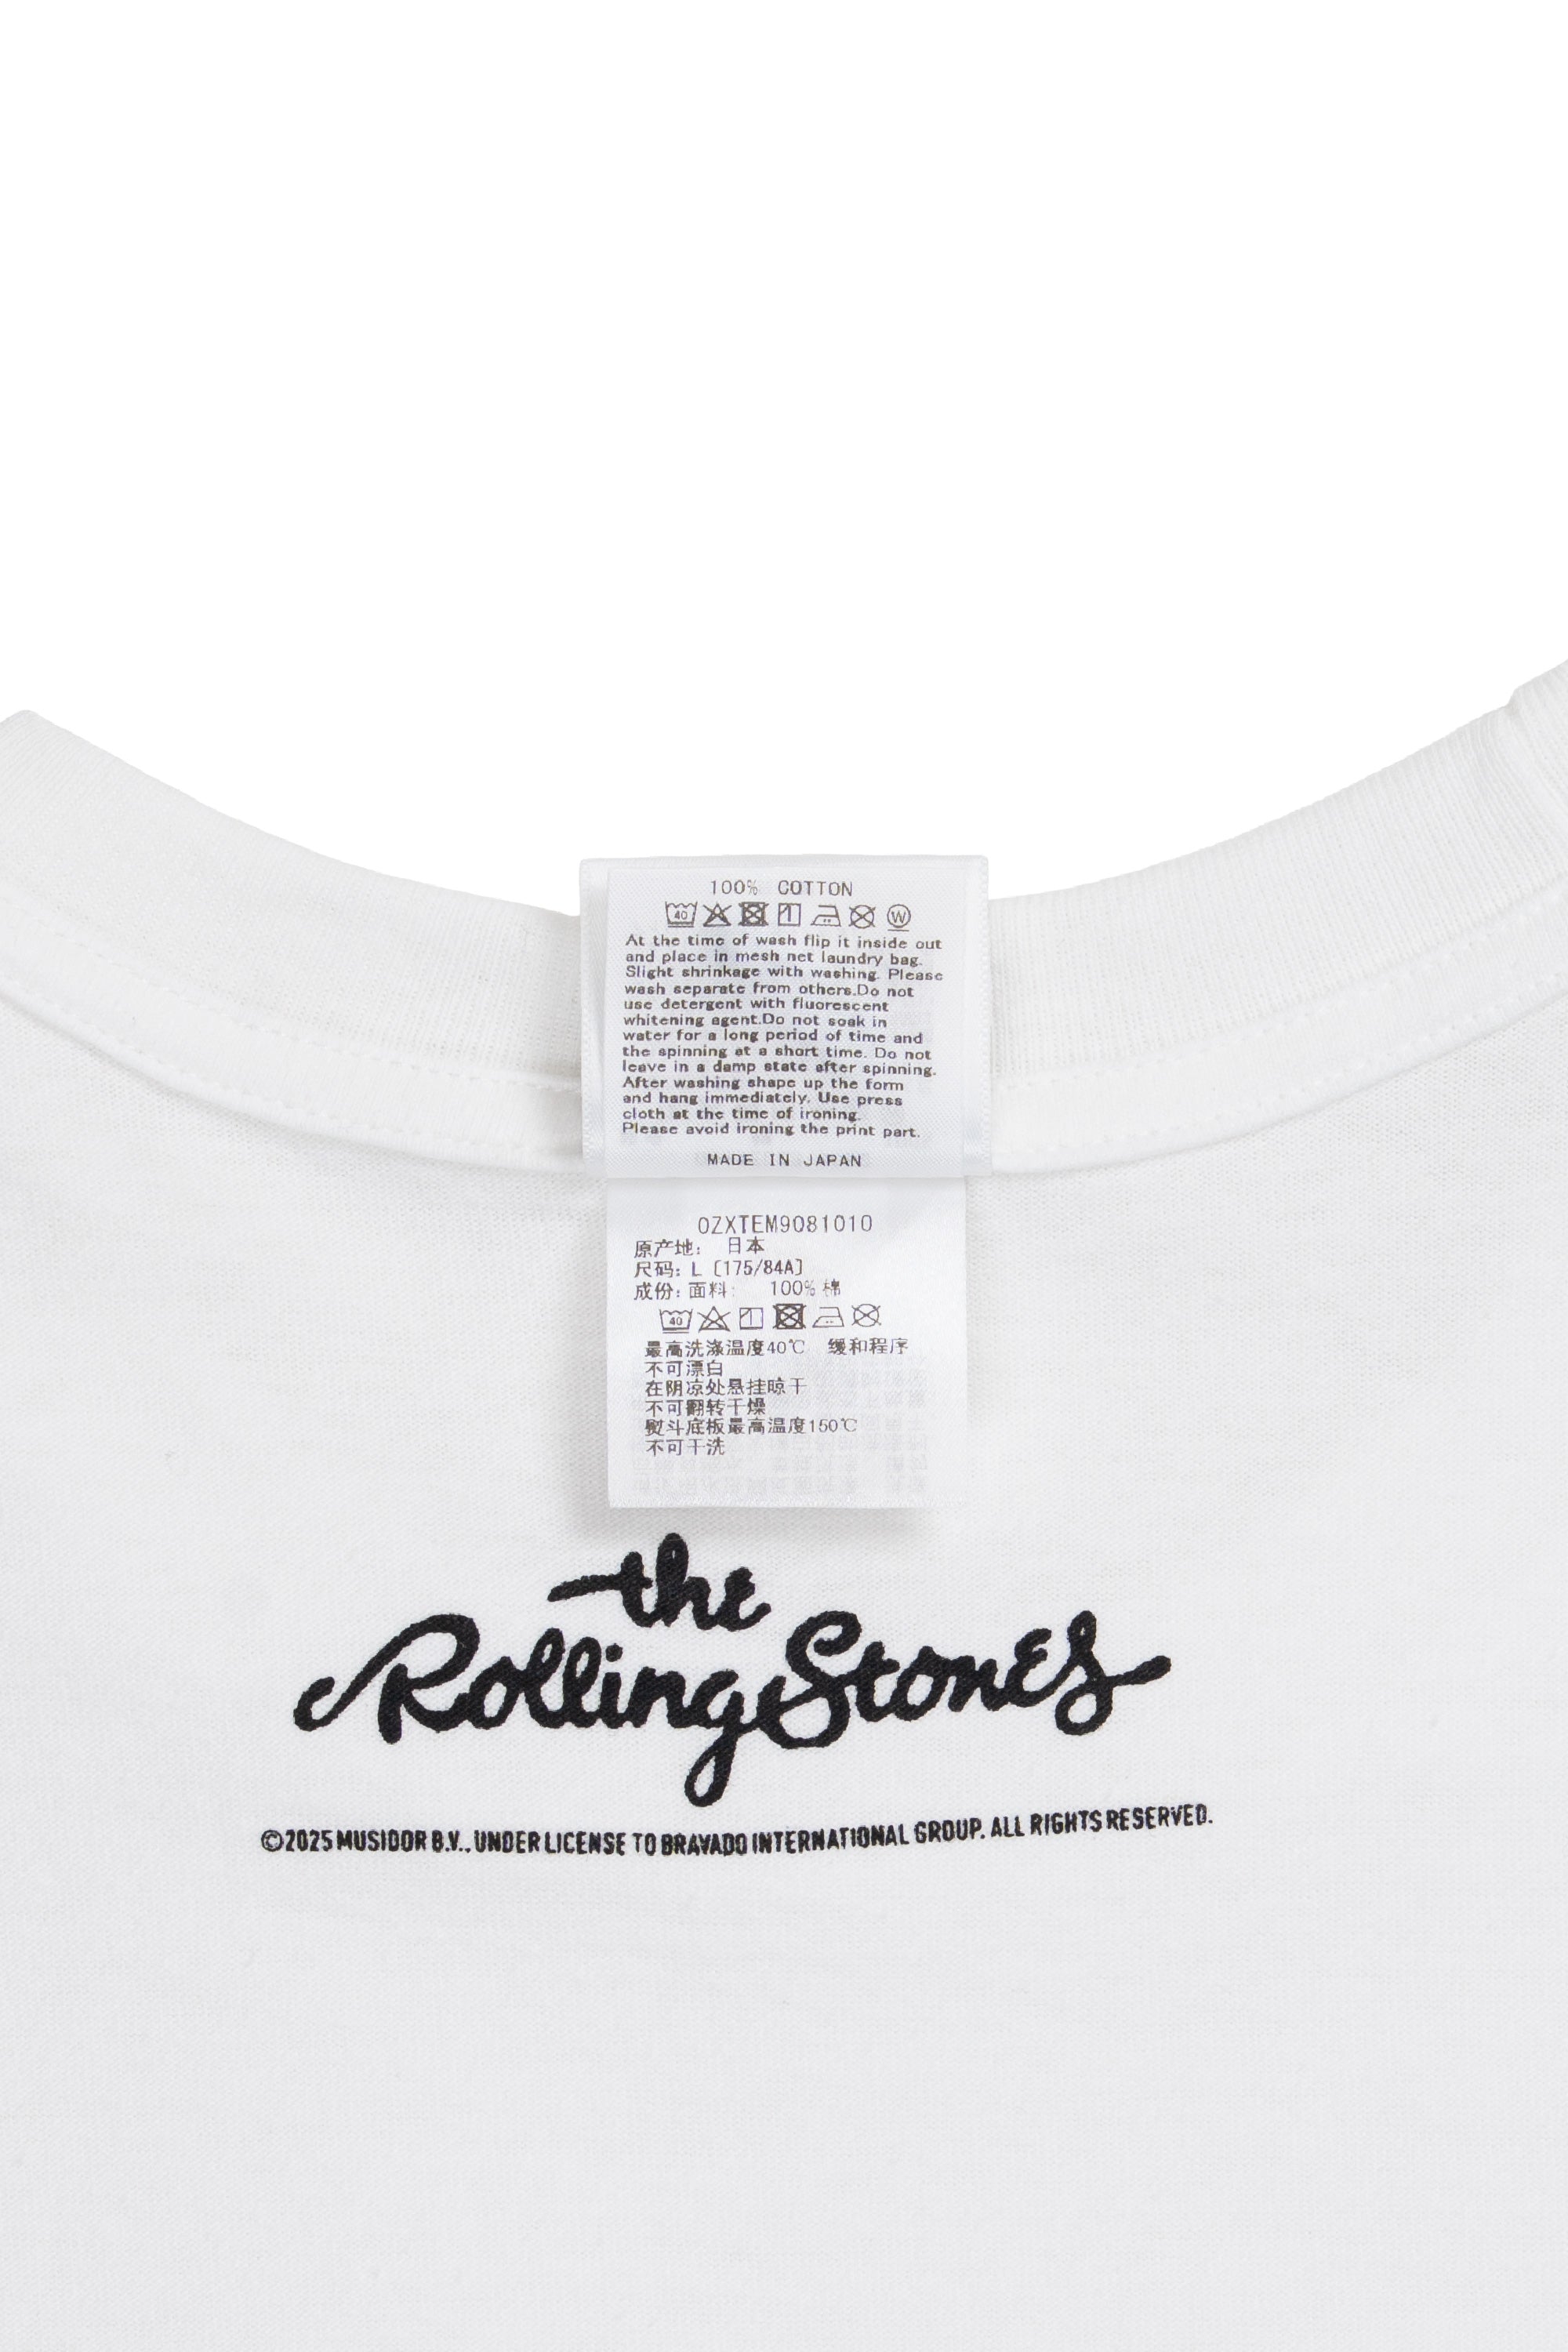 100% COTTON
40 W
At the time of wash flip it inside out
and place in mesh net laundry bag.
Slight shrinkage with washing. Please
wash separate from others.Do not
use detergent with fluorescent
whitening agent.Do not soak in
water for a long period of time and
the spinning at a short time. Do not
leave in a damp state after spinning.
After washing shape up the form
and hang immediately. Use press
cloth at the time of ironing.
Please avoid ironing the print part.
MADE IN JAPAN
0ZXTEM9081010
原产地: 日本
尺码: L [175/84A]
成份: 面料: 100% 棉
40
最高洗涤温度40℃ 缓和程序
不可漂白
在阴凉处悬挂晾干
不可翻转干燥
熨斗底板最高温度150℃
不可干洗
the
Rolling Stones
©2025 MUSIDOR B.V.. UNDER LICENSE TO BRAVADO INTERNATIONAL GROUP. ALL RIGHTS RESERVED.